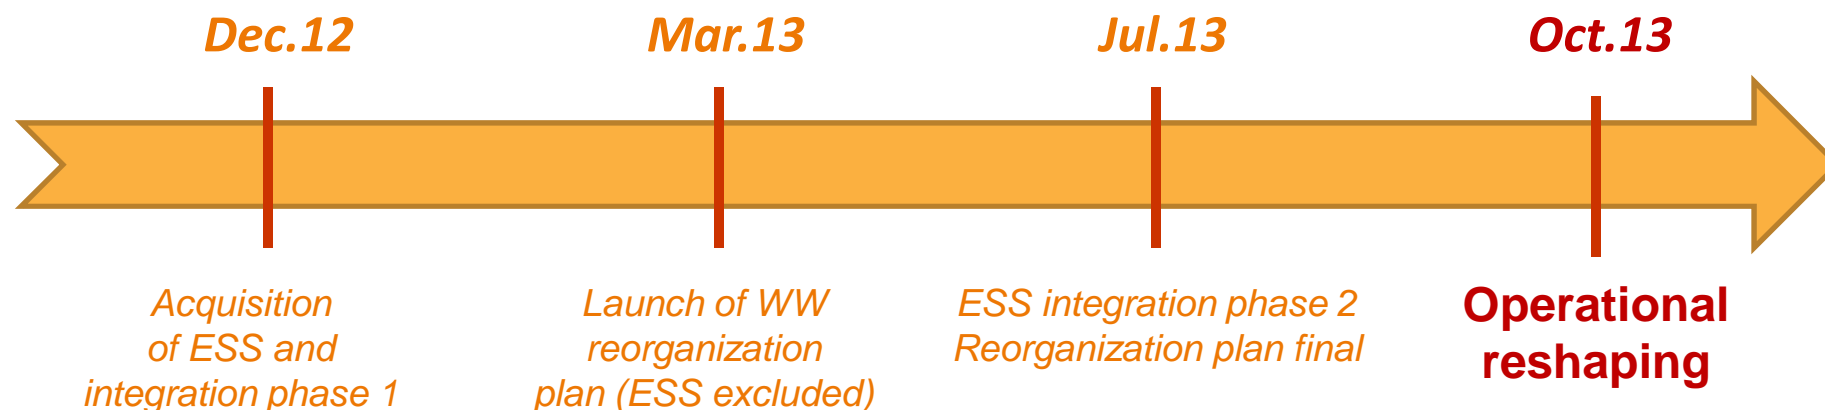 Dec.12
Mar.13
Jul.13
Oct.13
Acquisition
of ESS and
integration phase 1
Launch of WW
reorganization
plan (ESS excluded)
ESS integration phase 2
Reorganization plan final
Operational
reshaping